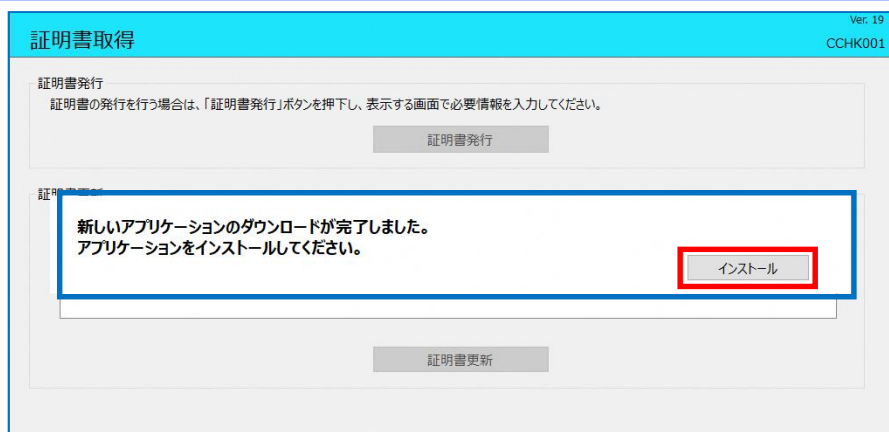 Ver. 19
証明書取得
CCHK001
証明書発行
証明書の発行を行う場合は、「証明書発行」ボタンを押下し、表示する画面で必要情報を入力してください。
証明書発行
新しいアプリケーションのダウンロードが完了しました。
アプリケーションをインストールしてください。
インストール
証明書更新